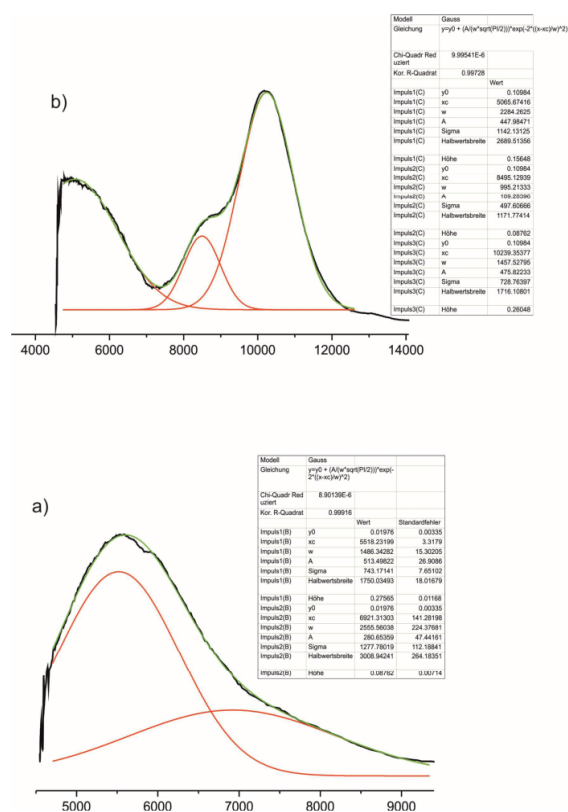 Modell Gauss
Gleichung y=y0 + (A/(w*sqrt(PI/2)))*exp(-2*((x-xc)/w)^2)
Chi-Quadr Red
uziert 9.99541E-6
Kor. R-Quadrat 0.99728
Wert
Impuls1(C) y0 0.10984
Impuls1(C) xc 5065.67416
Impuls1(C) w 2284.2625
Impuls1(C) A 447.98471
Impuls1(C) Sigma 1142.13125
Impuls1(C) Halbwertsbreite 2689.51356
Impuls1(C) Höhe 0.15648
Impuls2(C) y0 0.10984
Impuls2(C) xc 8495.12939
Impuls2(C) w 995.21333
Impuls2(C) A 109.28390
Impuls2(C) Sigma 497.60666
Impuls2(C) Halbwertsbreite 1171.77414
Impuls2(C) Höhe 0.08762
Impuls3(C) y0 0.10984
Impuls3(C) xc 10239.35377
Impuls3(C) w 1457.52795
Impuls3(C) A 475.82233
Impuls3(C) Sigma 728.76397
Impuls3(C) Halbwertsbreite 1716.10801
Impuls3(C) Höhe 0.26048
b)
4000 6000 8000 10000 12000 14000
Modell Gauss
Gleichung y=y0 + (A/(w*sqrt(PI/2)))*exp(-
2*((x-xc)/w)^2)
Chi-Quadr Red
uziert 8.90139E-6
Kor. R-Quadrat 0.99916
Wert Standardfehler
Impuls1(B) y0 0.01976 0.00335
Impuls1(B) xc 5518.23199 3.3179
Impuls1(B) w 1486.34282 15.30205
Impuls1(B) A 513.49822 26.9086
Impuls1(B) Sigma 743.17141 7.65102
Impuls1(B) Halbwertsbreite 1750.03493 18.01679
Impuls1(B) Höhe 0.27565 0.01168
Impuls2(B) y0 0.01976 0.00335
Impuls2(B) xc 6921.31303 141.28198
Impuls2(B) w 2555.56038 224.37681
Impuls2(B) A 280.65359 47.44161
Impuls2(B) Sigma 1277.78019 112.18841
Impuls2(B) Halbwertsbreite 3008.94241 264.18351
Impuls2(B) Höhe 0.08762 0.00714
a)
5000 6000 7000 8000 9000